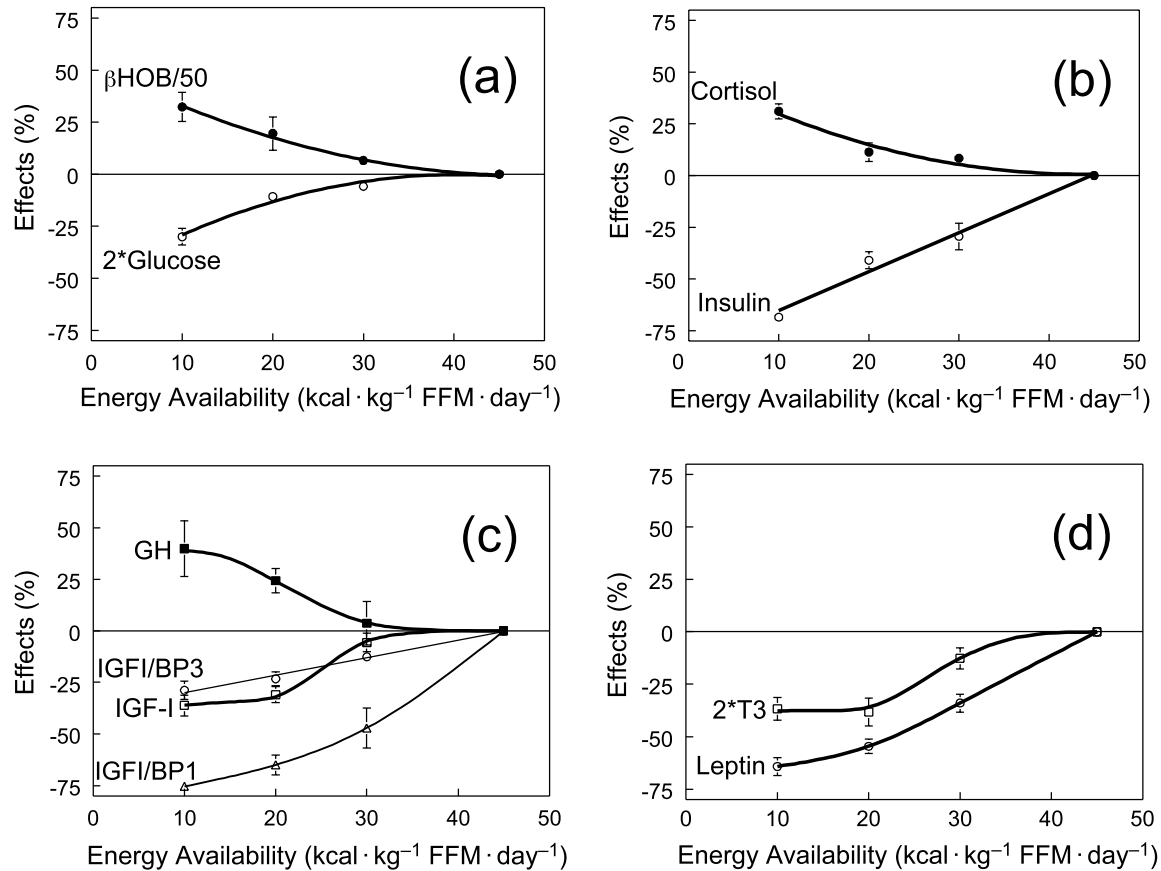 75
50
25
0
-25
-50
-75
Effects (%)
βHOB/50
2*Glucose
(a)
0 10 20 30 40 50
Energy Availability (kcal·kg⁻¹ FFM·day⁻¹)
75
50
25
0
-25
-50
-75
Effects (%)
Cortisol
Insulin
(b)
0 10 20 30 40 50
Energy Availability (kcal·kg⁻¹ FFM·day⁻¹)
75
50
25
0
-25
-50
-75
Effects (%)
GH
IGFI/BP3
IGF-I
IGFI/BP1
(c)
0 10 20 30 40 50
Energy Availability (kcal·kg⁻¹ FFM·day⁻¹)
75
50
25
0
-25
-50
-75
Effects (%)
2*T3
Leptin
(d)
0 10 20 30 40 50
Energy Availability (kcal·kg⁻¹ FFM·day⁻¹)